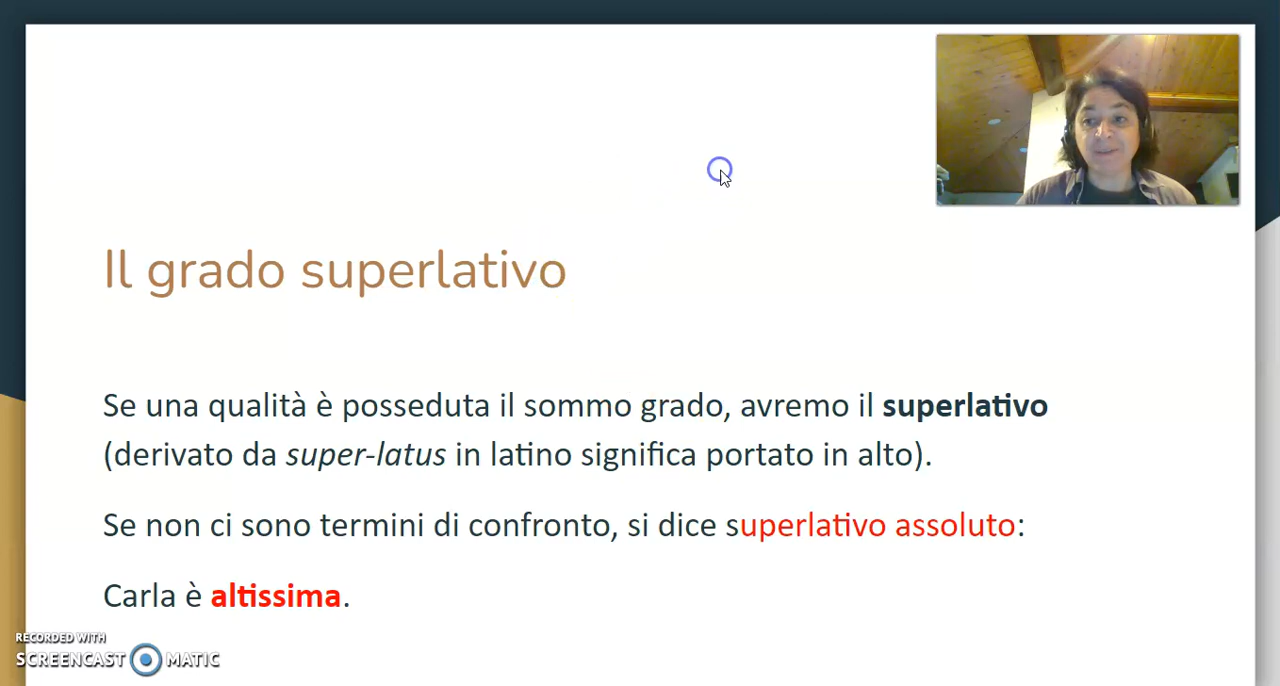 Il grado superlativo
Se una qualità è posseduta il sommo grado, avremo il superlativo
(derivato da super-latus in latino significa portato in alto).
Se non ci sono termini di confronto, si dice superlativo assoluto:
Carla è altissima.
RECORDED WITH
SCREENCAST MATIC